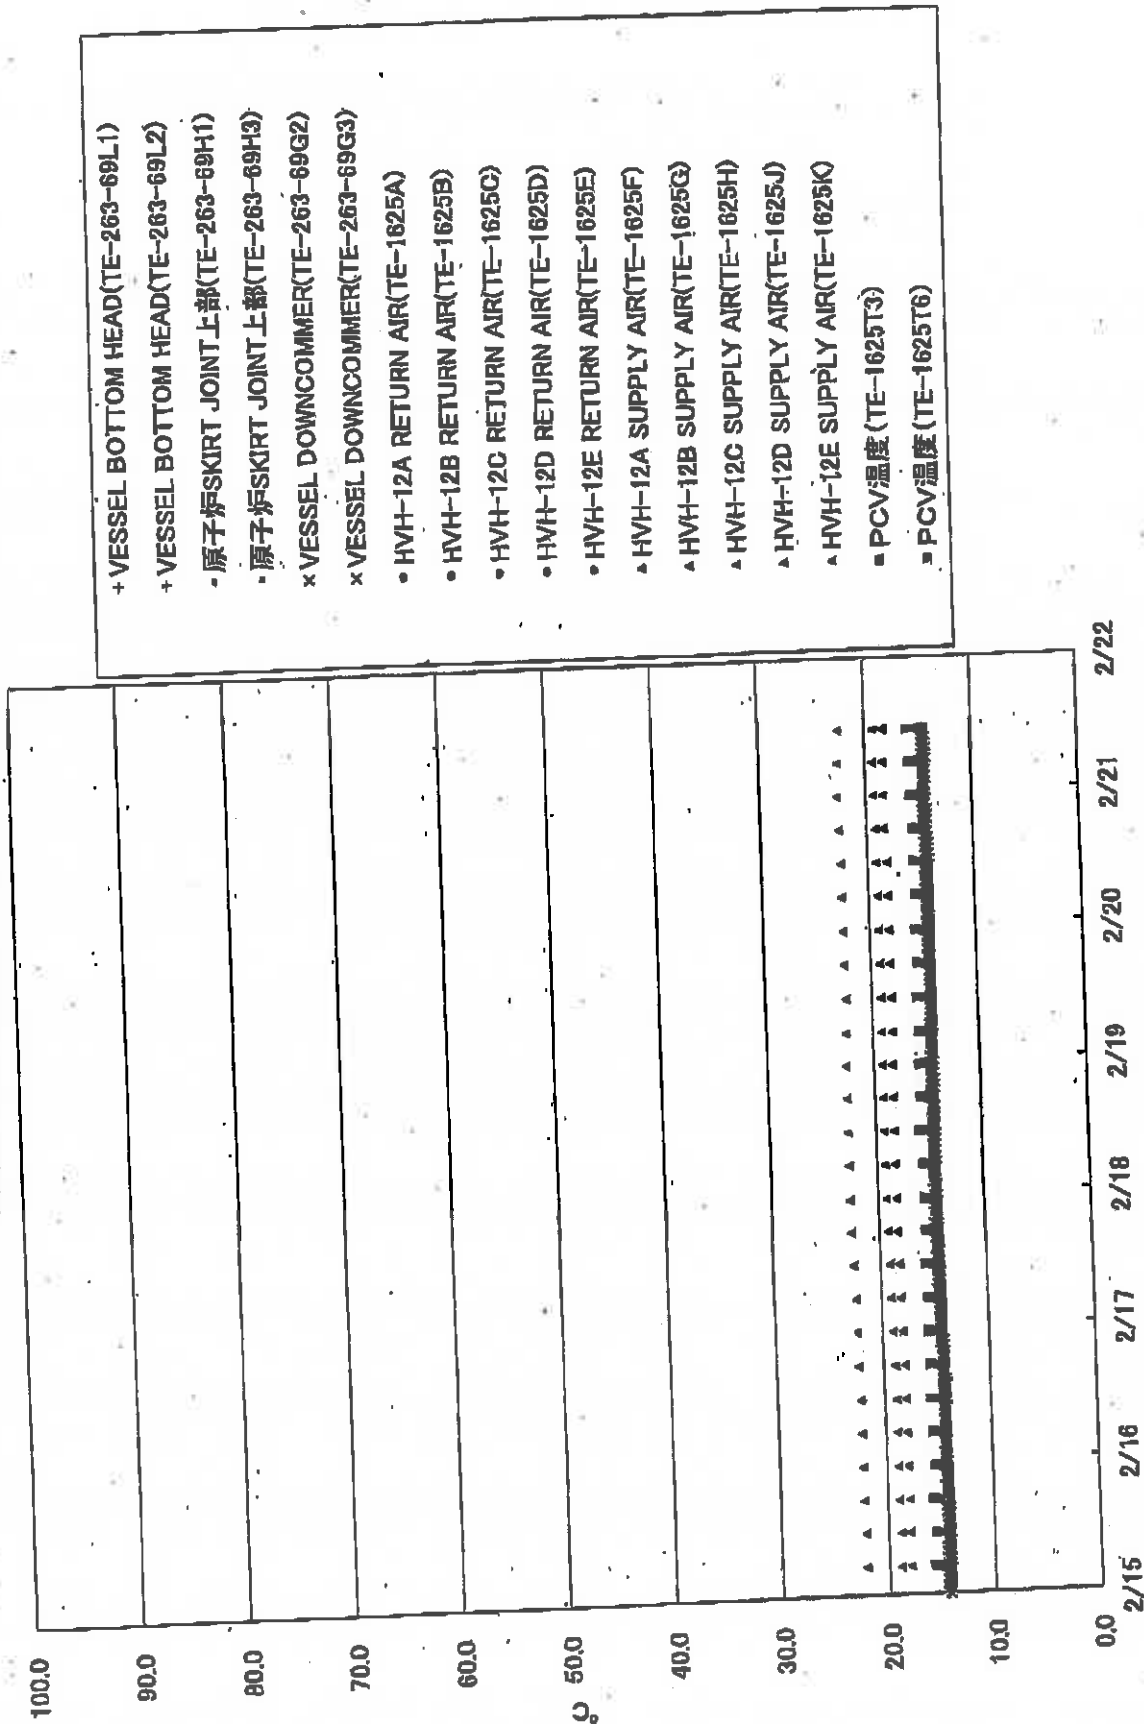 100.0
90.0
80.0
70.0
60.0
50.0
40.0
30.0
20.0
10.0
0.0
℃
2/15
2/16
2/17
2/18
2/19
2/20
2/21
2/22
+ VESSEL BOTTOM HEAD(TE-263-69L1)
+ VESSEL BOTTOM HEAD(TE-263-69L2)
- 原子炉SKIRT JOINT上部(TE-263-69H1)
- 原子炉SKIRT JOINT上部(TE-263-69H3)
× VESSEL DOWNCOMMER(TE-263-69G2)
× VESSEL DOWNCOMMER(TE-263-69G3)
● HVH-12A RETURN AIR(TE-1625A)
● HVH-12B RETURN AIR(TE-1625B)
● HVH-12C RETURN AIR(TE-1625C)
● HVH-12D RETURN AIR(TE-1625D)
● HVH-12E RETURN AIR(TE-1625E)
▲ HVH-12A SUPPLY AIR(TE-1625F)
▲ HVH-12B SUPPLY AIR(TE-1625G)
▲ HVH-12C SUPPLY AIR(TE-1625H)
▲ HVH-12D SUPPLY AIR(TE-1625J)
▲ HVH-12E SUPPLY AIR(TE-1625K)
■ PCV温度(TE-1625T3)
■ PCV温度(TE-1625T6)